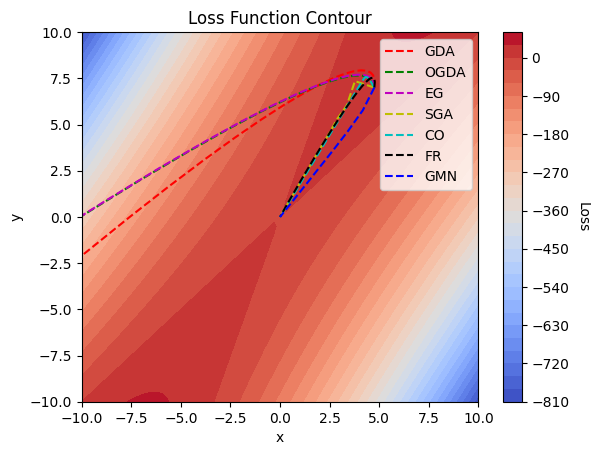 Loss Function Contour
GDA
OGDA
EG
SGA
CO
FR
GMN
10.0
7.5
5.0
2.5
0.0
−2.5
−5.0
−7.5
−10.0
y
−10.0 −7.5 −5.0 −2.5 0.0 2.5 5.0 7.5 10.0
x
0
−90
−180
−270
−360
−450
−540
−630
−720
−810
Loss